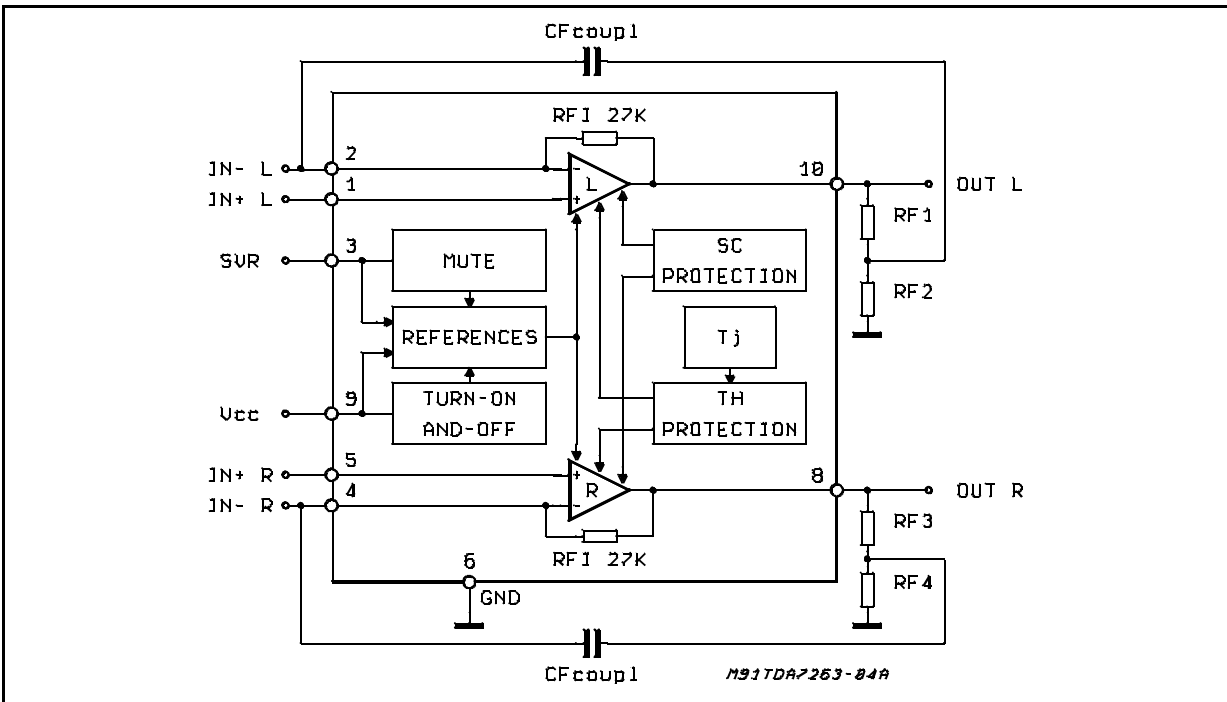 CFcoupl
RFI 27K
IN- L
2
L
10
OUT L
IN+ L
1
RF1
SVR
3
MUTE
SC
PROTECTION
RF2
REFERENCES
Tj
Vcc
9
TURN-ON
AND-OFF
TH
PROTECTION
IN+ R
5
R
8
OUT R
IN- R
4
RF3
RFI 27K
6
GND
RF4
CFcoupl
M91TDA7263-04A